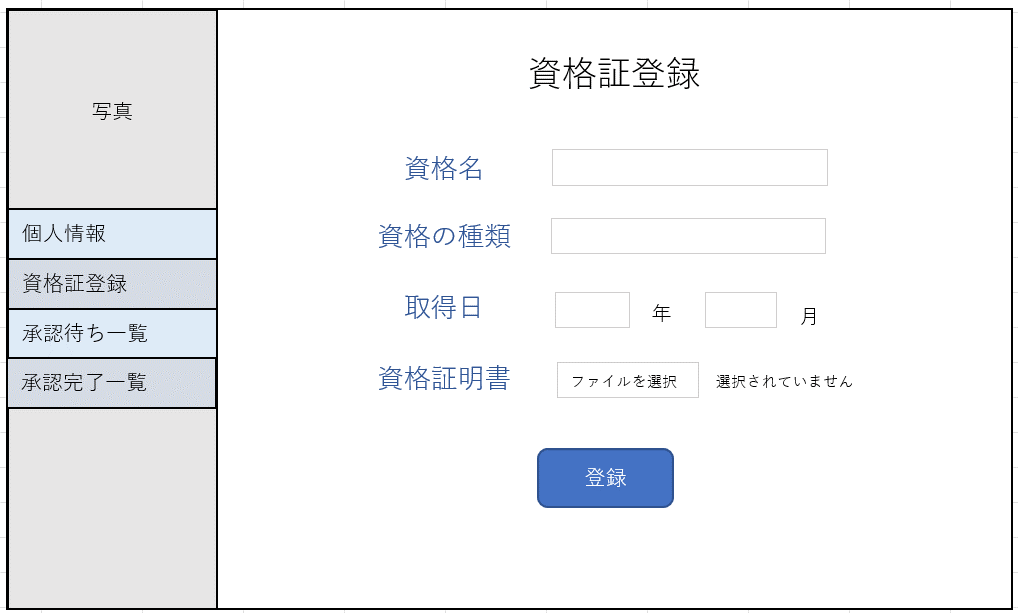 写真
個人情報
資格証登録
承認待ち一覧
承認完了一覧
資格証登録
資格名
資格の種類
取得日 年 月
資格証明書 ファイルを選択 選択されていません
登録